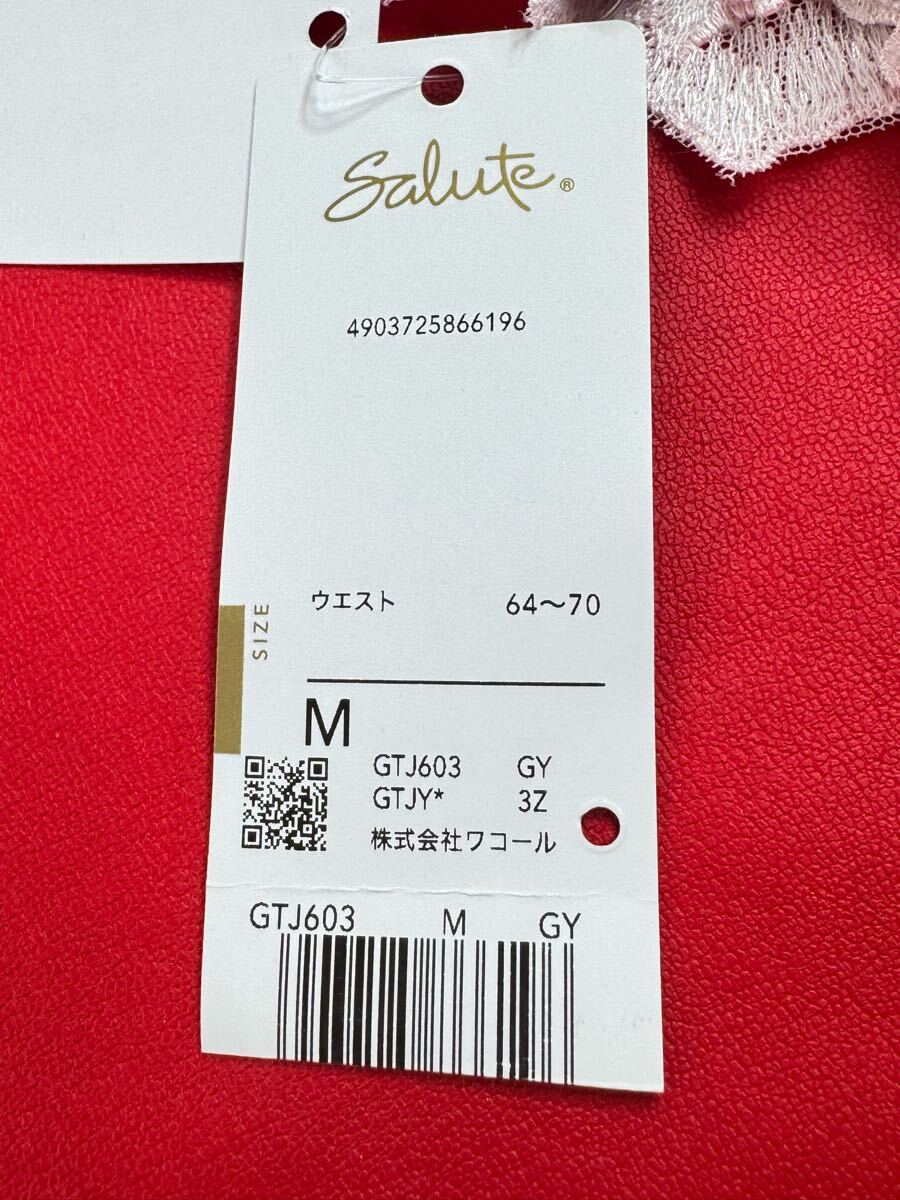 Salute®
4903725866196
ウエスト 64～70
SIZE
M
GTJ603 GY
GTJY* 3Z
株式会社ワコール
GTJ603 M GY